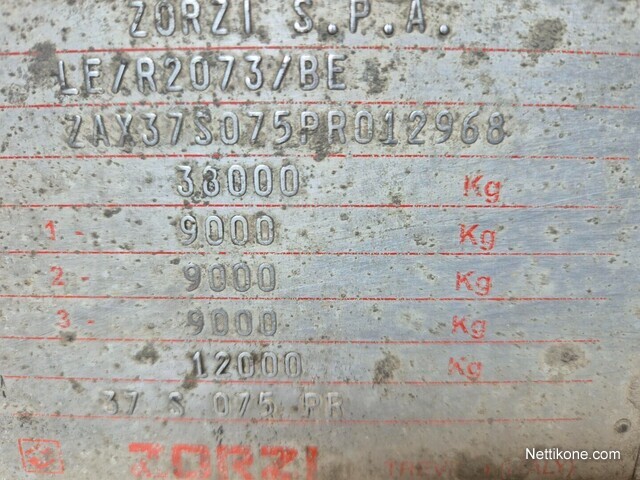 ZORZI S.P.A.
LE/R2073/BE
ZAX37S075PR012968
38000 Kg
1- 9000 Kg
2- 9000 Kg
3- 9000 Kg
12000 Kg
37 S 075 PR
ZORZI
Nettikone.com